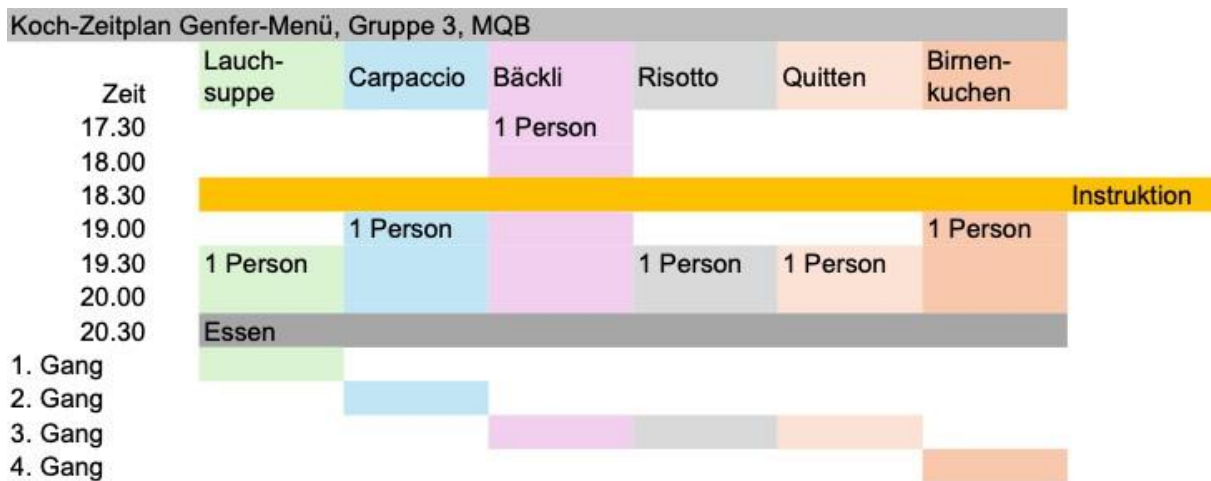 Koch-Zeitplan Genfer-Menü, Gruppe 3, MQB
Zeit Lauch-suppe Carpaccio Bäckli Risotto Quitten Birnen-kuchen
17.30 1 Person
18.00
18.30 Instruktion
19.00 1 Person 1 Person
19.30 1 Person 1 Person 1 Person
20.00
20.30 Essen
1. Gang
2. Gang
3. Gang
4. Gang